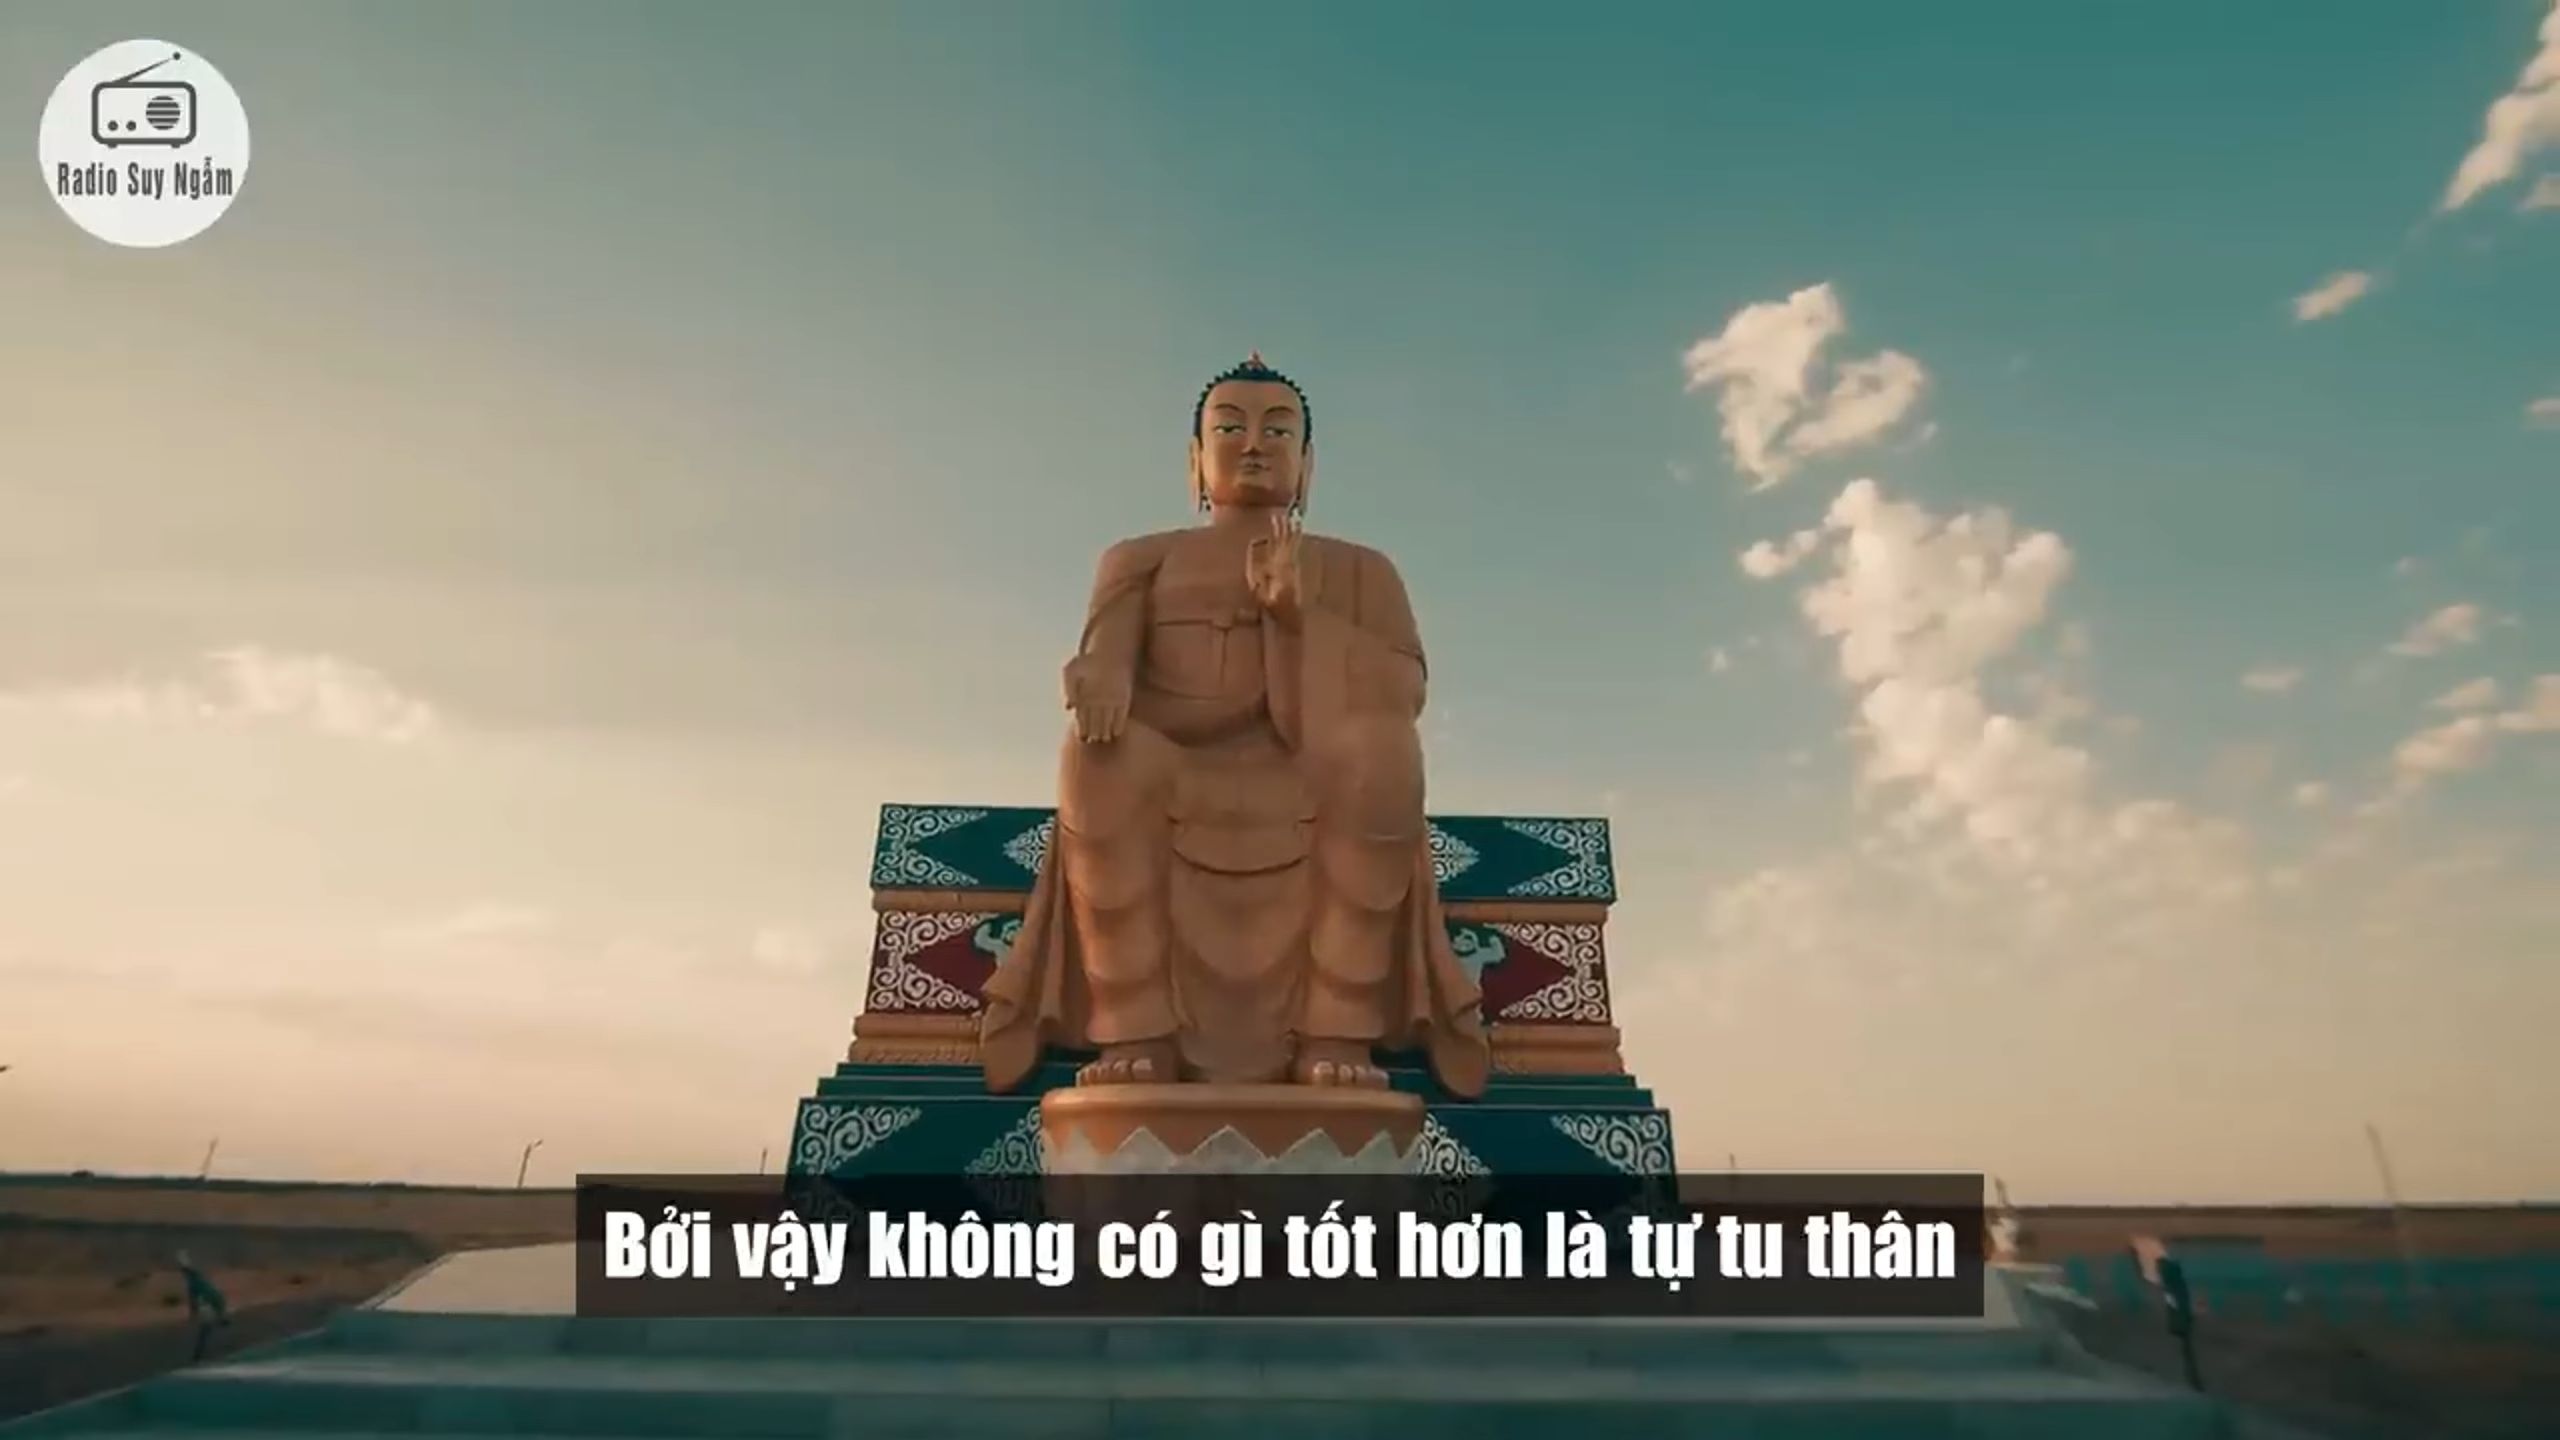 Radio Suy Ngẫm
Bởi vậy không có gì tốt hơn là tự tu thân